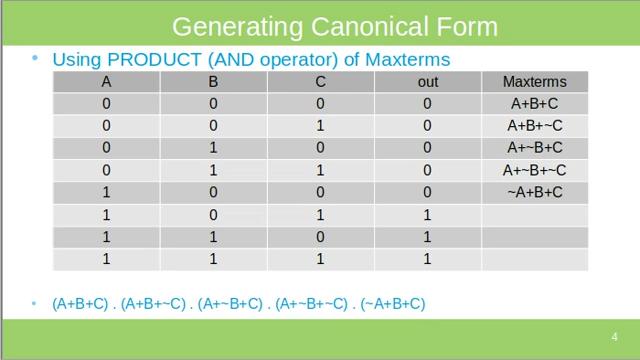 Generating Canonical Form
• Using PRODUCT (AND operator) of Maxterms
A B C out Maxterms
0 0 0 0 A+B+C
0 0 1 0 A+B+~C
0 1 0 0 A+~B+C
0 1 1 0 A+~B+~C
1 0 0 0 ~A+B+C
1 0 1 1
1 1 0 1
1 1 1 1
• (A+B+C) . (A+B+~C) . (A+~B+C) . (A+~B+~C) . (~A+B+C)
4